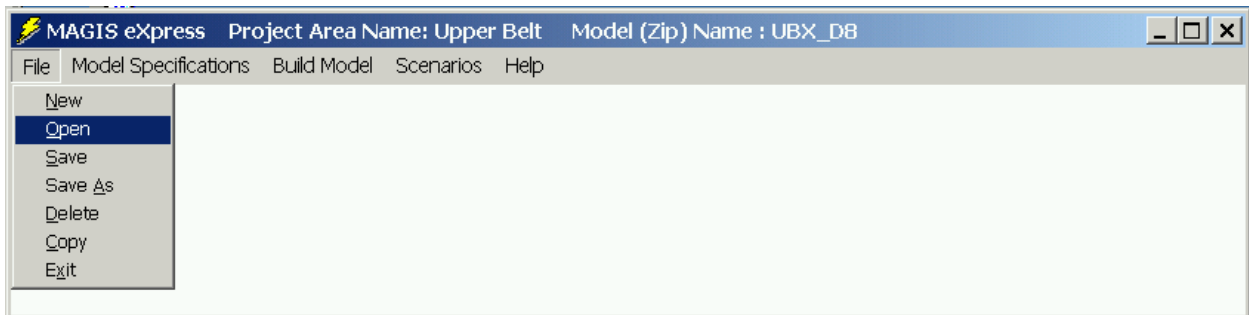 MAGIS eXpress Project Area Name: Upper Belt Model (Zip) Name : UBX_D8
File Model Specifications Build Model Scenarios Help
New
Open
Save
Save As
Delete
Copy
Exit